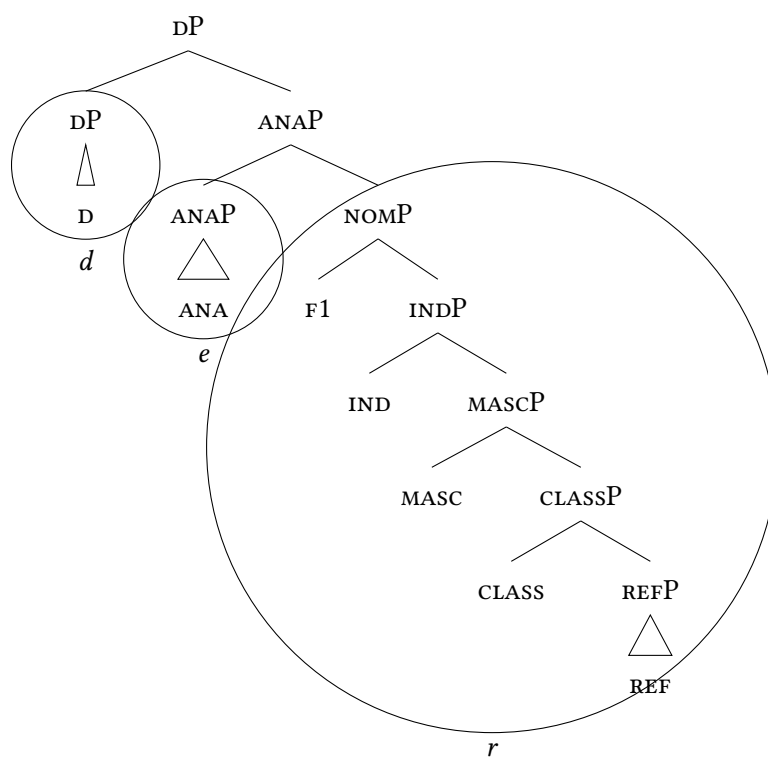 DP
DP ANAP
D ANAP NOMP
d
ANA F1 INDP
e
IND MASCP
MASC CLASSP
CLASS REFP
REF
r